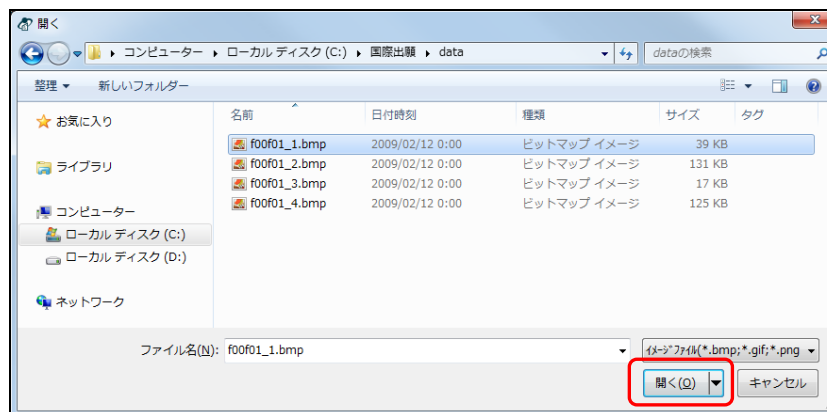 開く
コンピューター ▸ ローカル ディスク (C:) ▸ 国際出願 ▸ data
dataの検索
整理 ▼ 新しいフォルダー
お気に入り
ライブラリ
コンピューター
ローカル ディスク (C:)
ローカル ディスク (D:)
ネットワーク
名前 日付時刻 種類 サイズ タグ
f00f01_1.bmp 2009/02/12 0:00 ビットマップ イメージ 39 KB
f00f01_2.bmp 2009/02/12 0:00 ビットマップ イメージ 131 KB
f00f01_3.bmp 2009/02/12 0:00 ビットマップ イメージ 17 KB
f00f01_4.bmp 2009/02/12 0:00 ビットマップ イメージ 125 KB
ファイル名(N): f00f01_1.bmp
ｲﾒｰｼﾞﾌｧｲﾙ(*.bmp;*.gif;*.png
開く(O) キャンセル